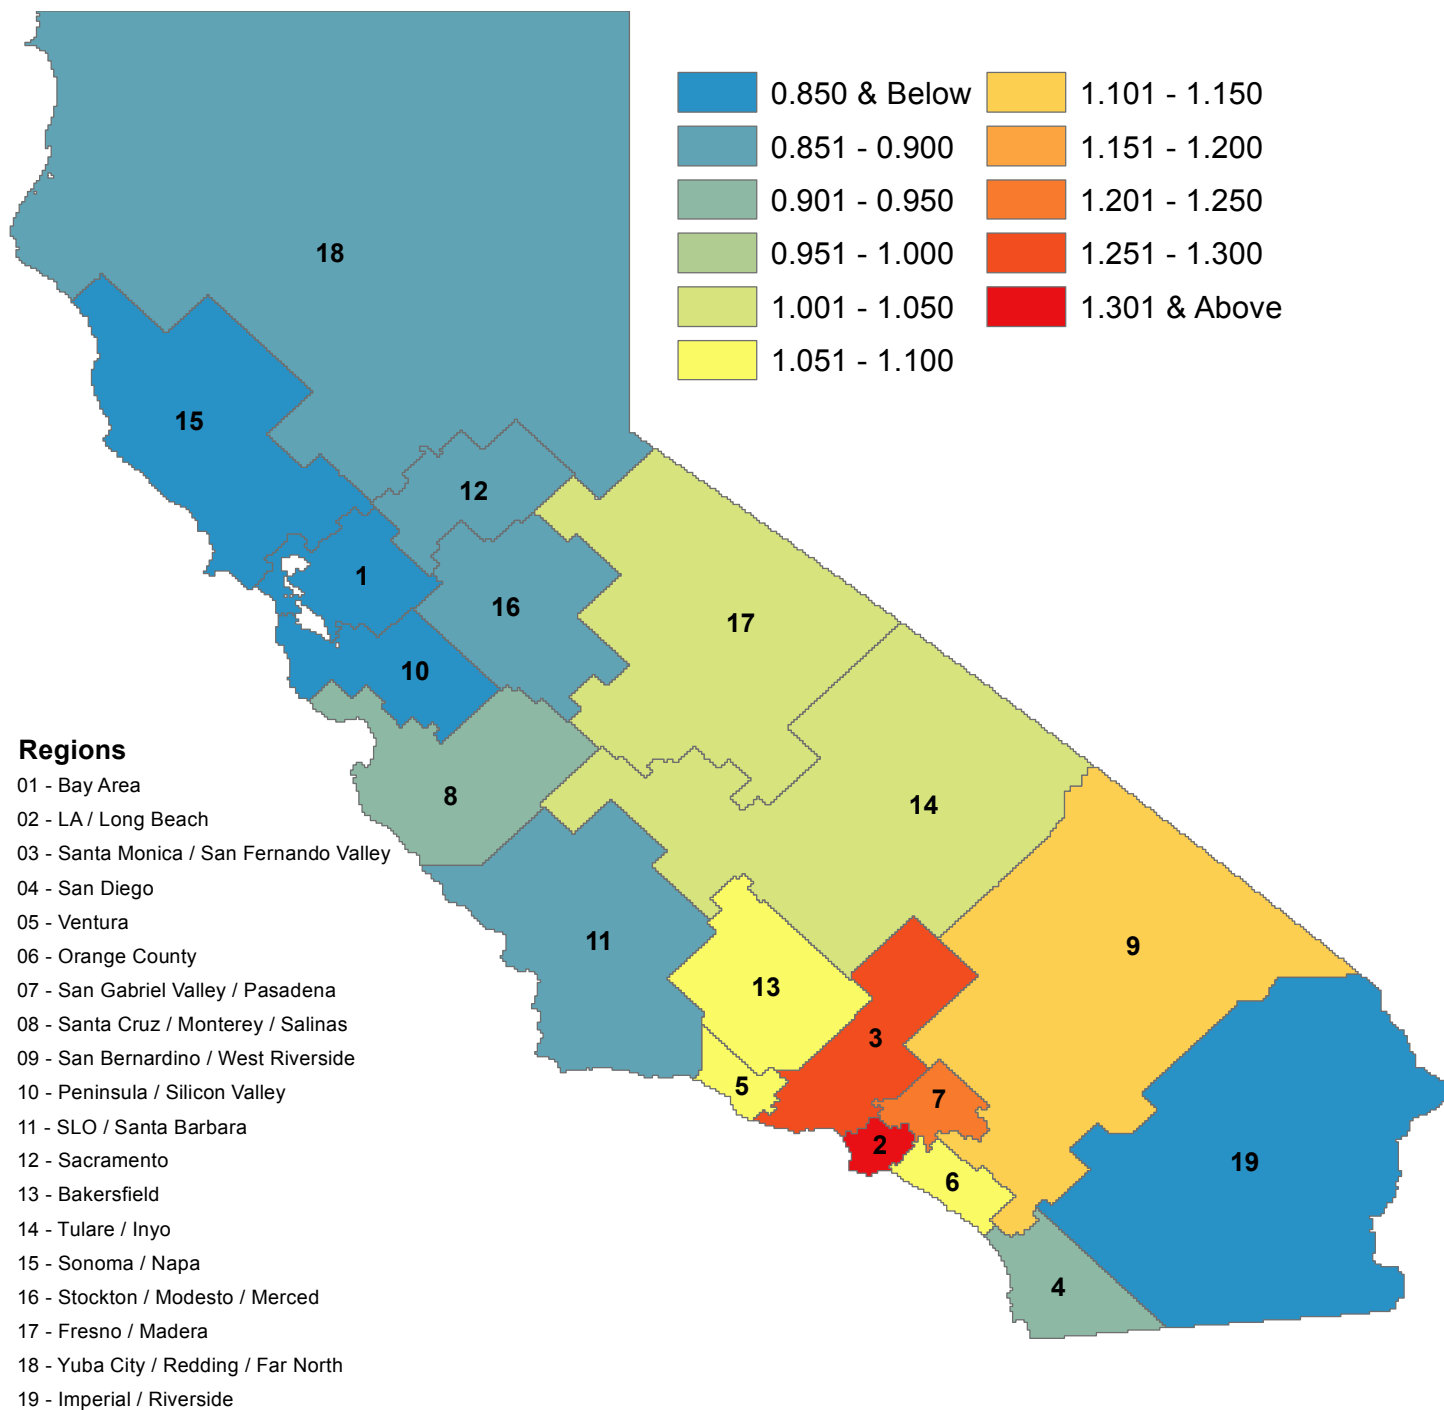 0.850 & Below
0.851 - 0.900
0.901 - 0.950
0.951 - 1.000
1.001 - 1.050
1.051 - 1.100
1.101 - 1.150
1.151 - 1.200
1.201 - 1.250
1.251 - 1.300
1.301 & Above
18
15
12
1
16
17
10
8
14
11
13
9
3
5
7
2
6
19
4
Regions
01 - Bay Area
02 - LA / Long Beach
03 - Santa Monica / San Fernando Valley
04 - San Diego
05 - Ventura
06 - Orange County
07 - San Gabriel Valley / Pasadena
08 - Santa Cruz / Monterey / Salinas
09 - San Bernardino / West Riverside
10 - Peninsula / Silicon Valley
11 - SLO / Santa Barbara
12 - Sacramento
13 - Bakersfield
14 - Tulare / Inyo
15 - Sonoma / Napa
16 - Stockton / Modesto / Merced
17 - Fresno / Madera
18 - Yuba City / Redding / Far North
19 - Imperial / Riverside